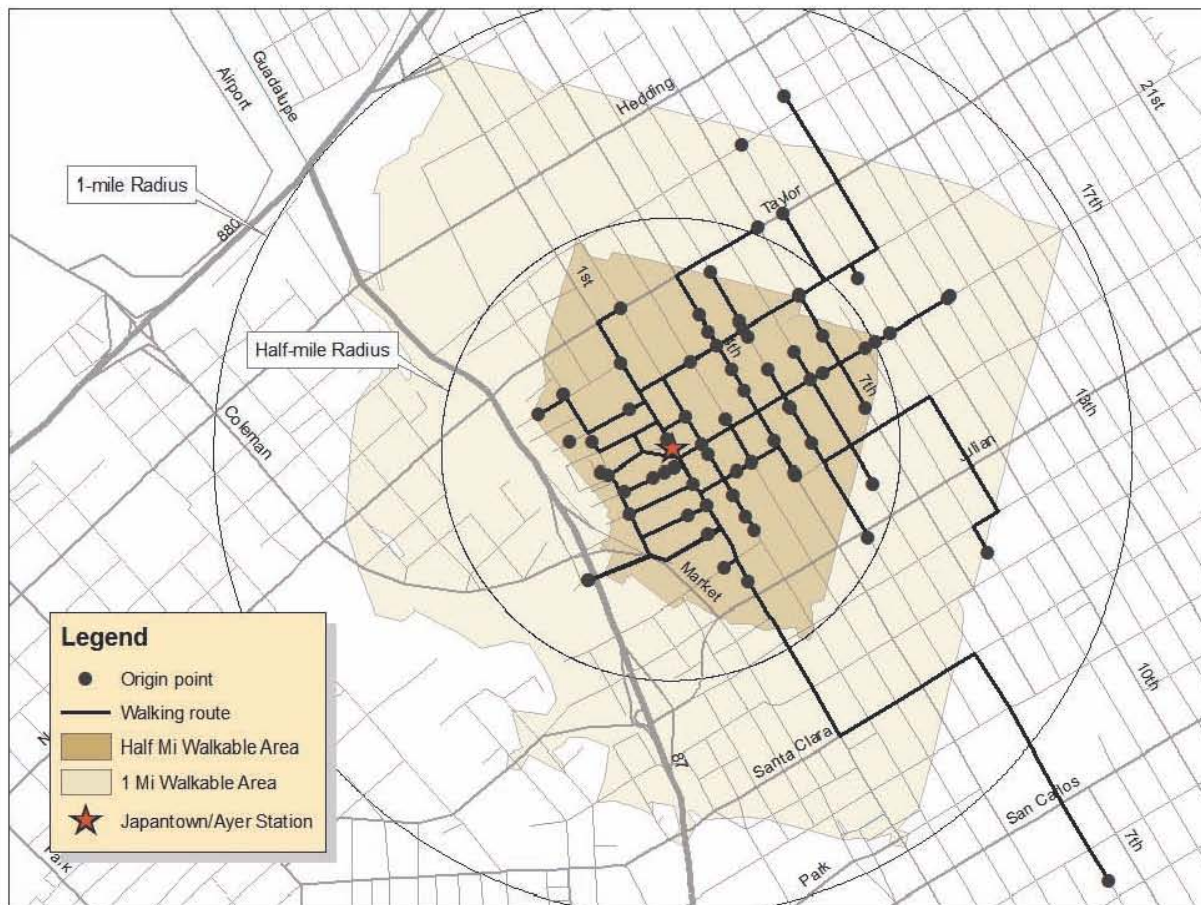 Airport
Guadalupe
Hedding
21st
1-mile Radius
880
Taylor
17th
1st
Half-mile Radius
4th
7th
13th
Coleman
Julian
Market
10th
Santa Clara
87
San Carlos
7th
Park
Park
N
Legend
Origin point
Walking route
Half Mi Walkable Area
1 Mi Walkable Area
Japantown/Ayer Station